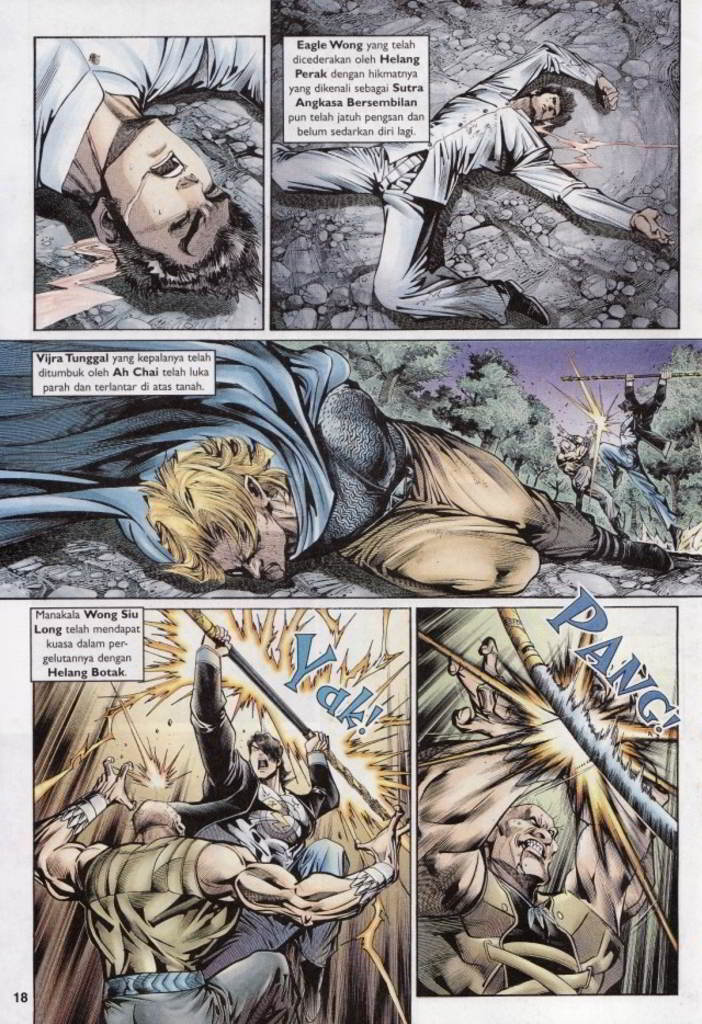 Eagle Wong yang telah
dicederakan oleh Helang
Perak dengan hikmatnya
yang dikenali sebagai Sutra
Angkasa Bersembilan
pun telah jatuh pengsan dan
belum sedarkan diri lagi.
Vijra Tunggal yang kepalanya telah
ditumbuk oleh Ah Chai telah luka
parah dan terlantar di atas tanah.
Manakala Wong Siu
Long telah mendapat
kuasa dalam per-
gelutannya dengan
Helang Botak.
Yak!
PANG!
18